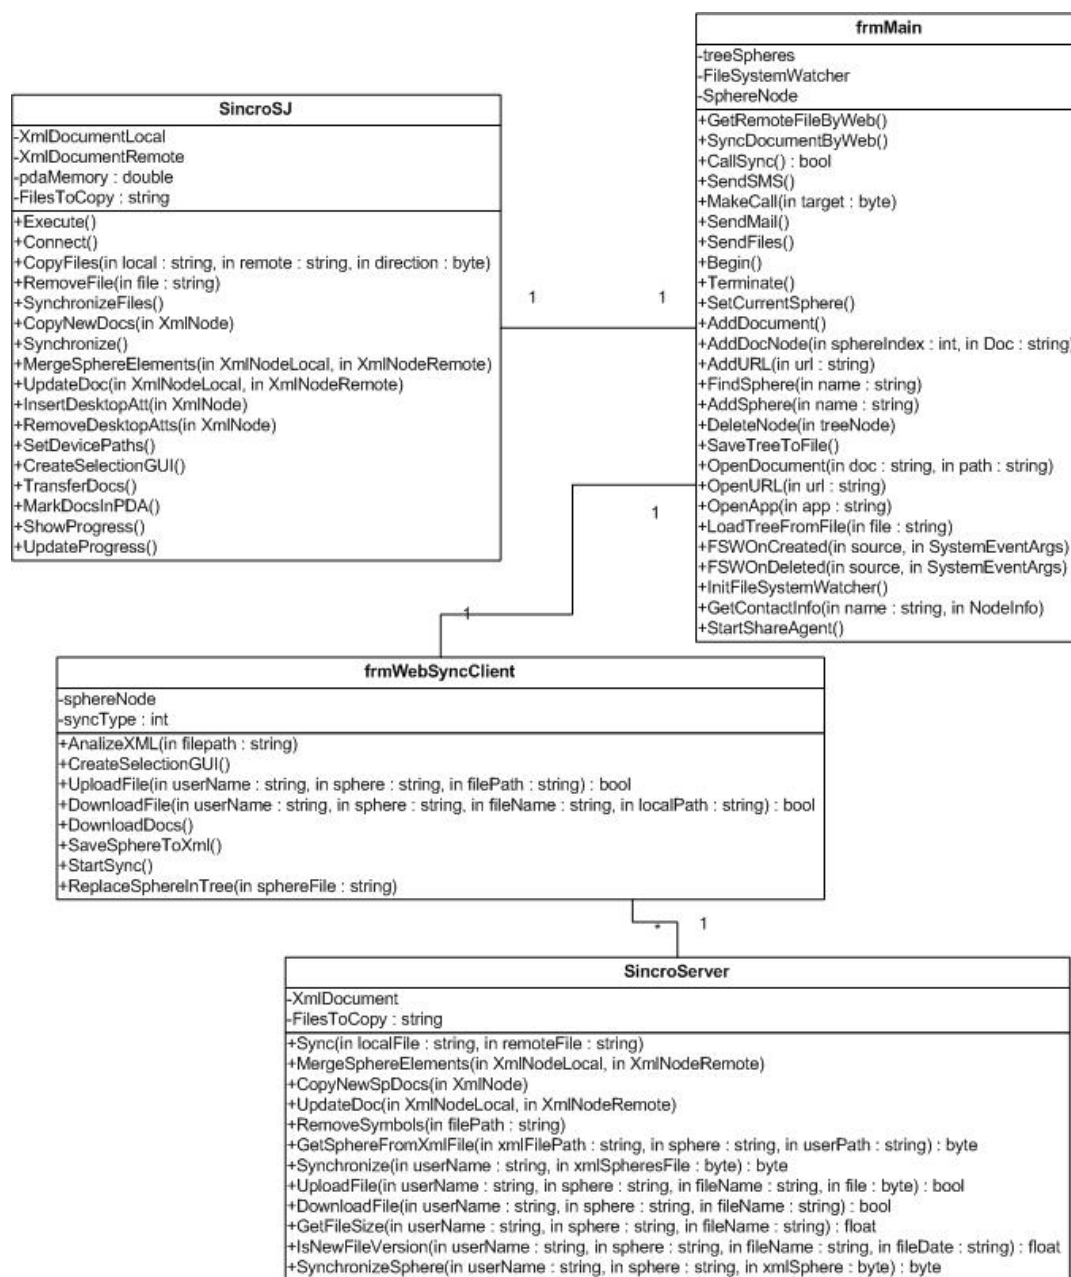 frmMain
-treeSpheres
-FileSystemWatcher
-SphereNode
+GetRemoteFileByWeb()
+SyncDocumentByWeb()
+CallSync() : bool
+SendSMS()
+MakeCall(in target : byte)
+SendMail()
+SendFiles()
+Begin()
+Terminate()
+SetCurrentSphere()
+AddDocument()
+AddDocNode(in sphereIndex : int, in Doc : string)
+AddURL(in url : string)
+FindSphere(in name : string)
+AddSphere(in name : string)
+DeleteNode(in treeNode)
+SaveTreeToFile()
+OpenDocument(in doc : string, in path : string)
+OpenURL(in url : string)
+OpenApp(in app : string)
+LoadTreeFromFile(in file : string)
+FSWOnCreated(in source, in SystemEventArgs)
+FSWOnDeleted(in source, in SystemEventArgs)
+InitFileSystemWatcher()
+GetContactInfo(in name : string, in NodeInfo)
+StartShareAgent()
SincroSJ
-XmlDocumentLocal
-XmlDocumentRemote
-pdaMemory : double
-FilesToCopy : string
+Execute()
+Connect()
+CopyFiles(in local : string, in remote : string, in direction : byte)
+RemoveFile(in file : string)
+SynchronizeFiles()
+CopyNewDocs(in XmlNode)
+Synchronize()
+MergeSphereElements(in XmlNodeLocal, in XmlNodeRemote)
+UpdateDoc(in XmlNodeLocal, in XmlNodeRemote)
+InsertDesktopAtt(in XmlNode)
+RemoveDesktopAtts(in XmlNode)
+SetDevicePaths()
+CreateSelectionGUI()
+TransferDocs()
+MarkDocsInPDA()
+ShowProgress()
+UpdateProgress()
1 1
1
1
frmWebSyncClient
-sphereNode
-syncType : int
+AnalizeXML(in filepath : string)
+CreateSelectionGUI()
+UploadFile(in userName : string, in sphere : string, in filePath : string) : bool
+DownloadFile(in userName : string, in sphere : string, in fileName : string, in localPath : string) : bool
+DownloadDocs()
+SaveSphereToXml()
+StartSync()
+ReplaceSphereInTree(in sphereFile : string)
* 1
SincroServer
-XmlDocument
-FilesToCopy : string
+Sync(in localFile : string, in remoteFile : string)
+MergeSphereElements(in XmlNodeLocal, in XmlNodeRemote)
+CopyNewSpDocs(in XmlNode)
+UpdateDoc(in XmlNodeLocal, in XmlNodeRemote)
+RemoveSymbols(in filePath : string)
+GetSphereFromXmlFile(in xmlFilePath : string, in sphere : string, in userPath : string) : byte
+Synchronize(in userName : string, in xmlSpheresFile : byte) : byte
+UploadFile(in userName : string, in sphere : string, in fileName : string, in file : byte) : bool
+DownloadFile(in userName : string, in sphere : string, in fileName : string) : bool
+GetFileSize(in userName : string, in sphere : string, in fileName : string) : float
+IsNewFileVersion(in userName : string, in sphere : string, in fileName : string, in fileDate : string) : float
+SynchronizeSphere(in userName : string, in sphere : string, in xmlSphere : byte) : byte